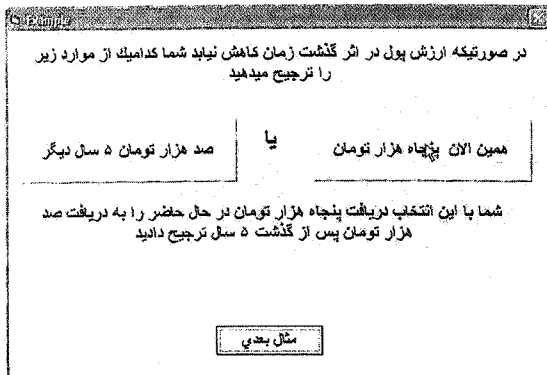 Example
در صورتیکه ارزش پول در اثر گذشت زمان کاهش نیابد شما کدامیك از موارد زیر
را ترجیح میدهید
همین الان پنجاه هزار تومان
یا
صد هزار تومان ۵ سال دیگر
شما با این انتخاب دریافت پنجاه هزار تومان در حال حاضر را به دریافت صد
هزار تومان پس از گذشت ۵ سال ترجیح دادید
مثال بعدي